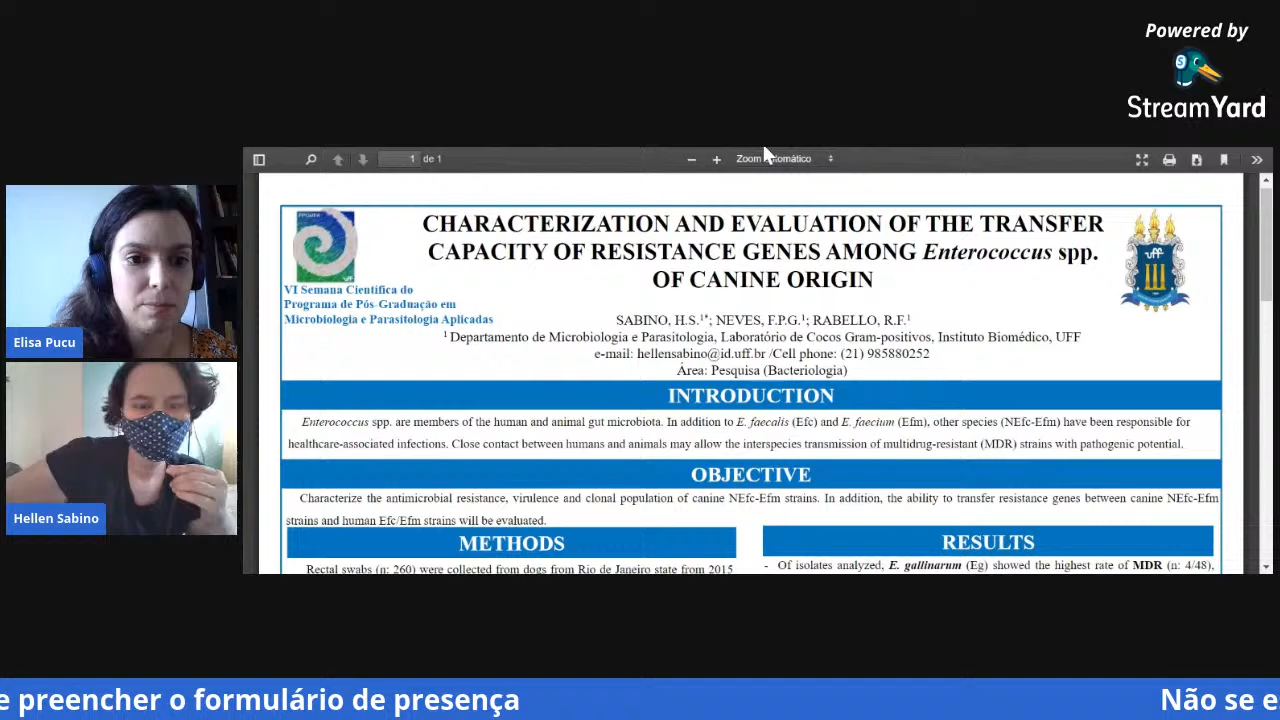 Powered by
StreamYard
1 de 1
Zoom
CHARACTERIZATION AND EVALUATION OF THE TRANSFER
CAPACITY OF RESISTANCE GENES AMONG Enterococcus spp.
OF CANINE ORIGIN
uff
VI Semana Científica do
Programa de Pós-Graduação em
Microbiologia e Parasitologia Aplicadas
SABINO, H.S.¹*; NEVES, F.P.G.¹; RABELLO, R.F.¹
¹ Departamento de Microbiologia e Parasitologia, Laboratório de Cocos Gram-positivos, Instituto Biomédico, UFF
e-mail: hellensabino@id.uff.br /Cell phone: (21) 985880252
Área: Pesquisa (Bacteriologia)
INTRODUCTION
Enterococcus spp. are members of the human and animal gut microbiota. In addition to E. faecalis (Efc) and E. faecium (Efm), other species (NEfc-Efm) have been responsible for
healthcare-associated infections. Close contact between humans and animals may allow the interspecies transmission of multidrug-resistant (MDR) strains with pathogenic potential.
OBJECTIVE
Characterize the antimicrobial resistance, virulence and clonal population of canine NEfc-Efm strains. In addition, the ability to transfer resistance genes between canine NEfc-Efm
strains and human Efc/Efm strains will be evaluated.
METHODS
Rectal swabs (n: 260) were collected from dogs from Rio de Janeiro state from 2015
RESULTS
- Of isolates analyzed, E. gallinarum (Eg) showed the highest rate of MDR (n: 4/48),
Elisa Pucu
Hellen Sabino
e preencher o formulário de presença
Não se e